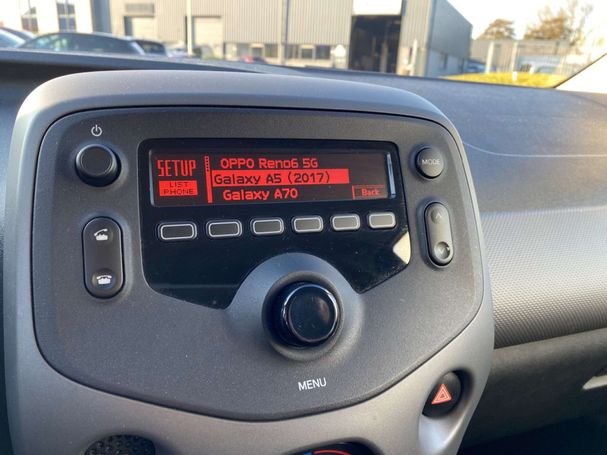 SETUP
LIST
PHONE
OPPO Reno6 5G
Galaxy A5 (2017)
Galaxy A70
Back
MODE
MENU